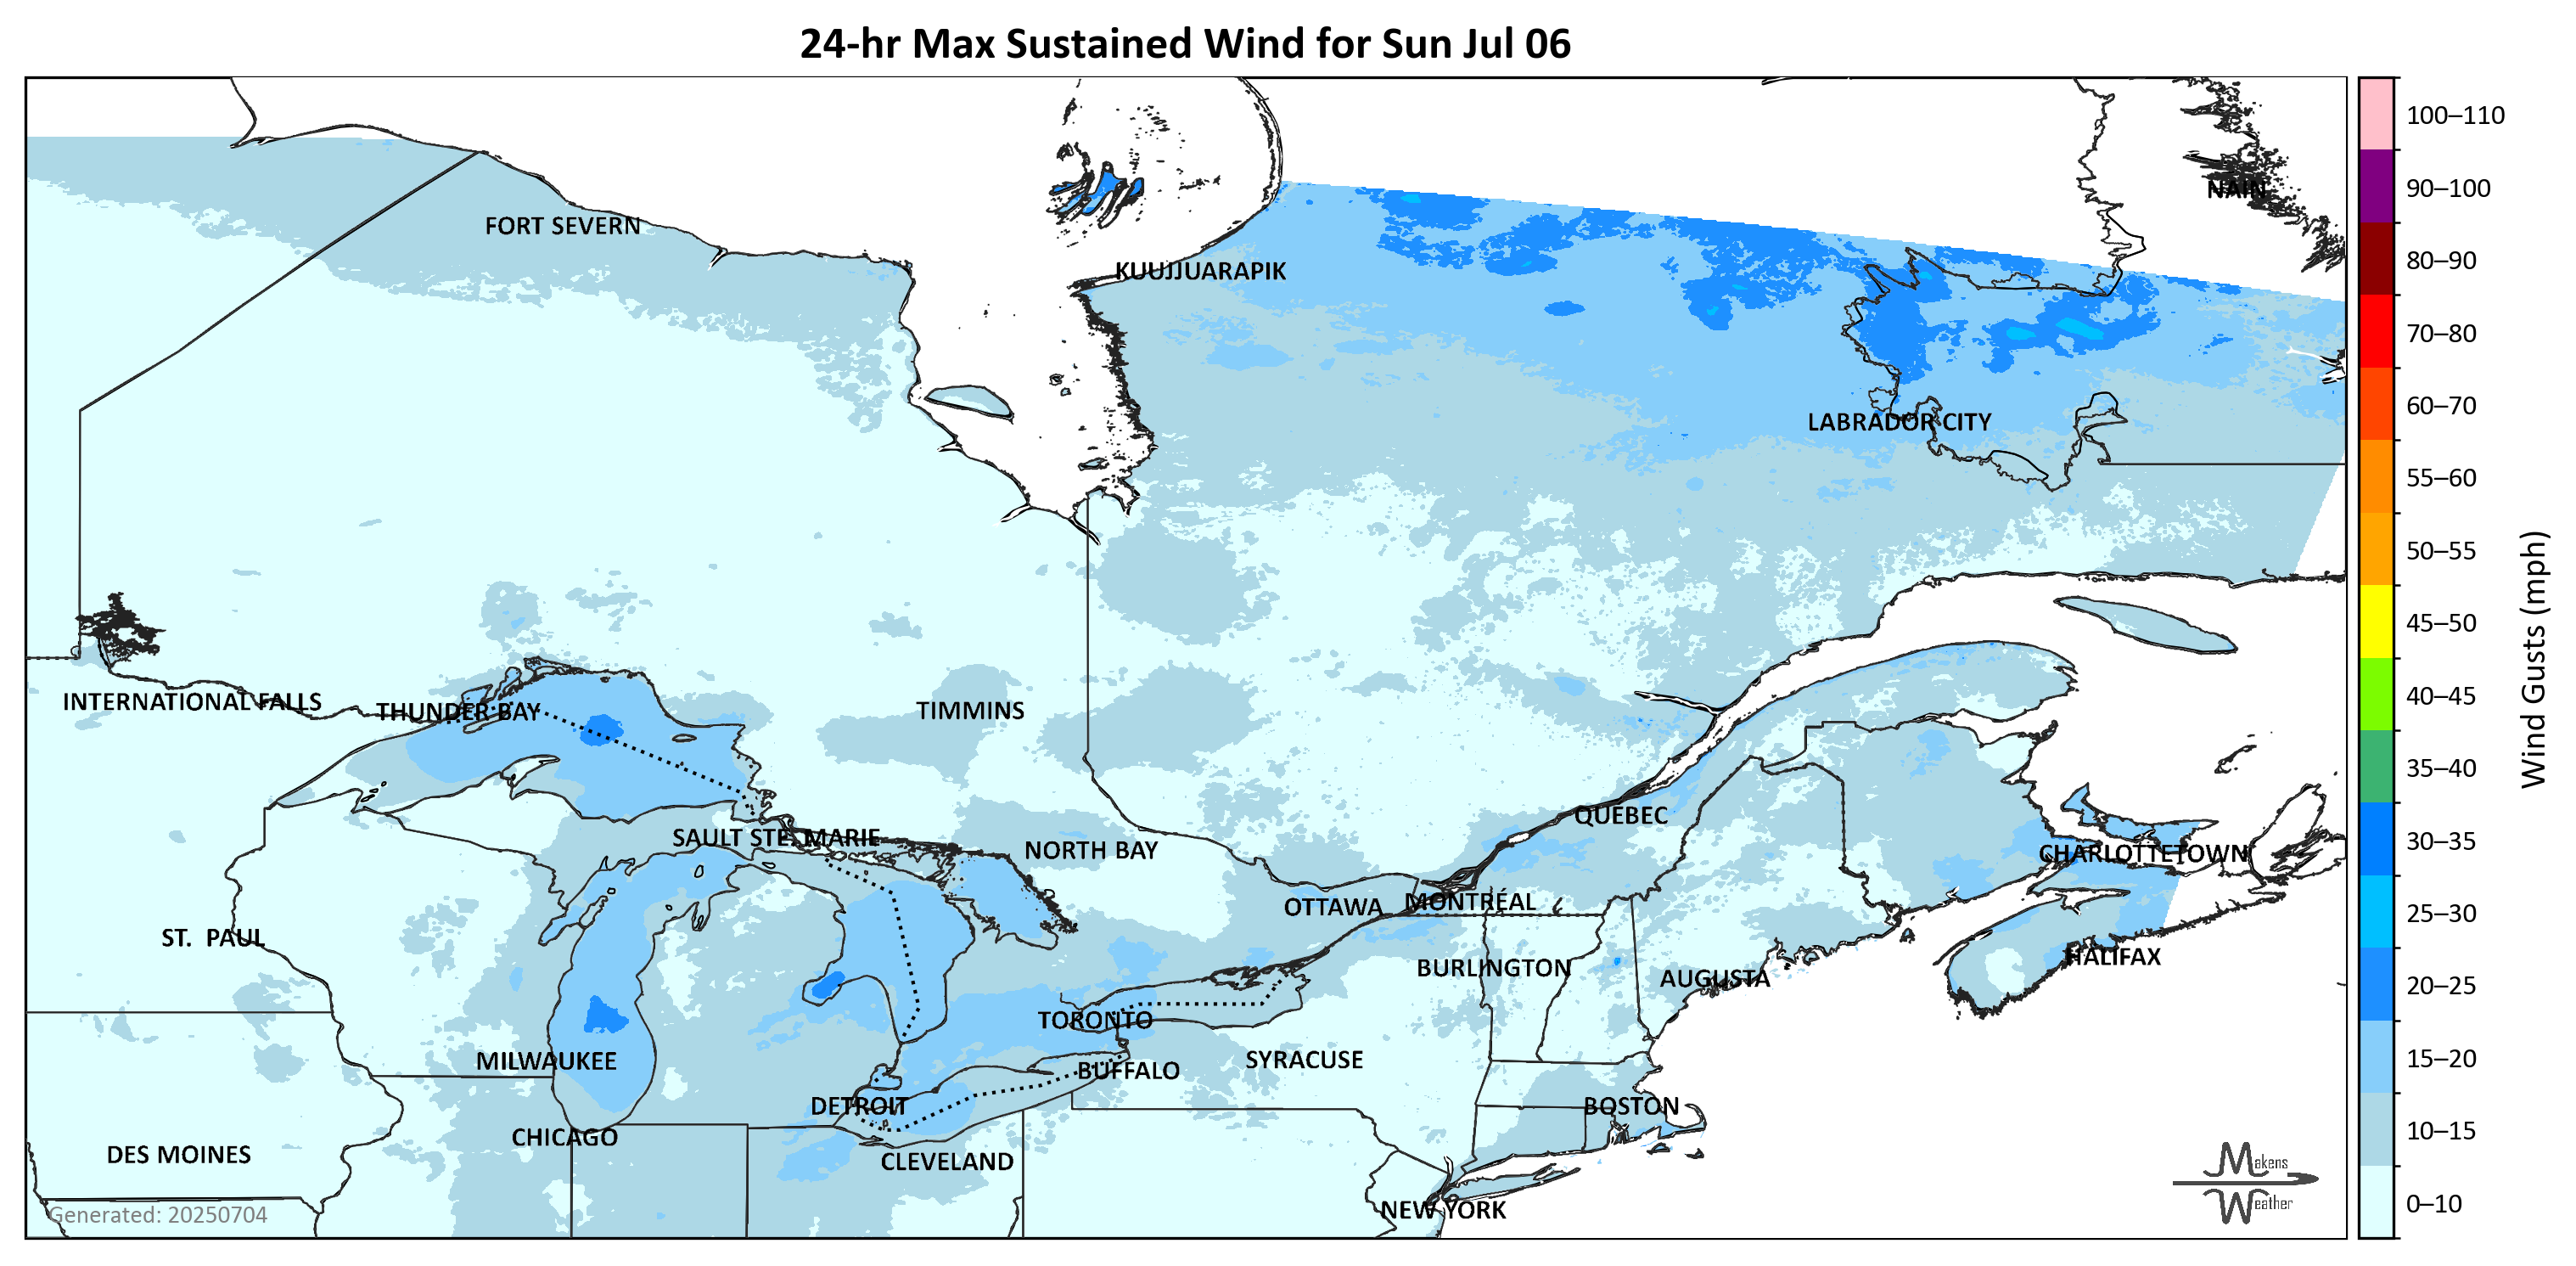 24-hr Max Sustained Wind for Sun Jul 06
100–110
90–100
NAIN
FORT SEVERN
80–90
KUUJJUARAPIK
70–80
60–70
LABRADOR CITY
55–60
50–55
45–50
Wind Gusts (mph)
40–45
INTERNATIONAL FALLS
THUNDER BAY
TIMMINS
35–40
QUEBEC
30–35
SAULT STE. MARIE
NORTH BAY
CHARLOTTETOWN
OTTAWA
MONTRÉAL
25–30
ST. PAUL
HALIFAX
BURLINGTON
AUGUSTA
20–25
TORONTO
MILWAUKEE
SYRACUSE
15–20
BUFFALO
DETROIT
BOSTON
10–15
CHICAGO
DES MOINES
CLEVELAND
Makens
Weather
0–10
NEW YORK
Generated: 20250704